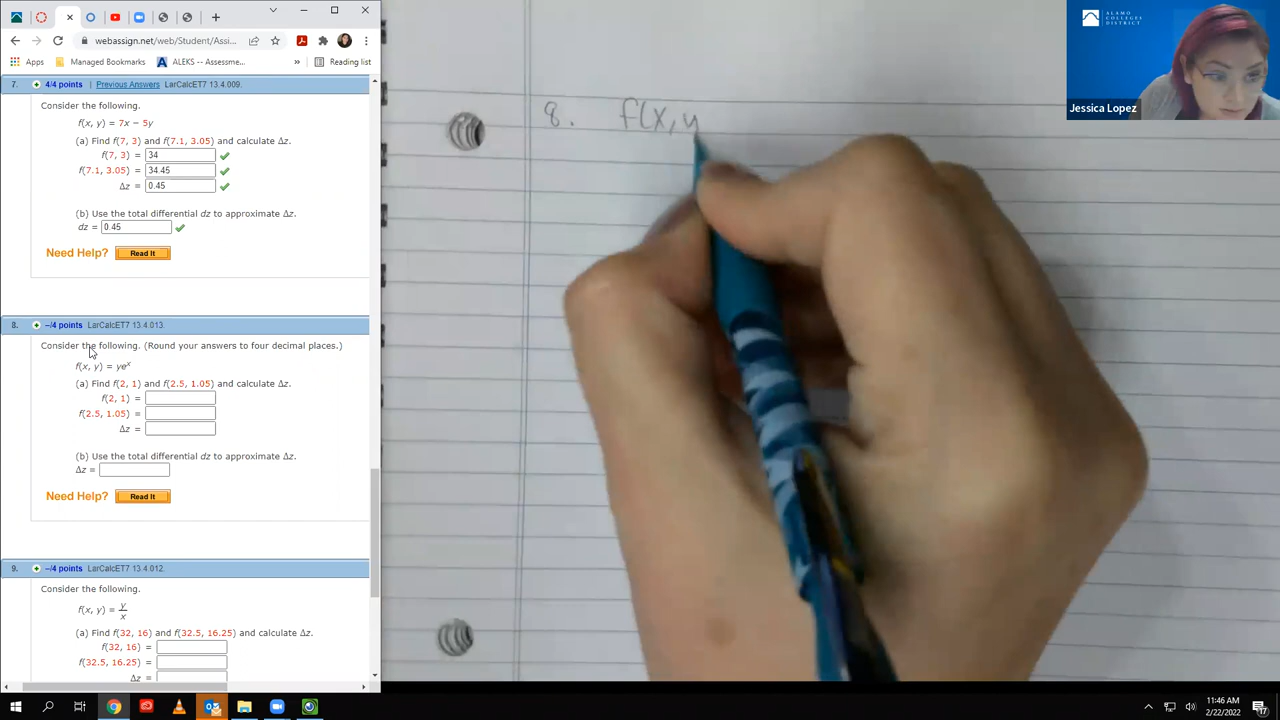 webassign.net/web/Student/Assi...
Apps
Managed Bookmarks
ALEKS -- Assessme...
»
Reading list
7.
4/4 points | Previous Answers LarCalcET7 13.4.009.
Consider the following.
f(x, y) = 7x − 5y
(a) Find f(7, 3) and f(7.1, 3.05) and calculate Δz.
f(7, 3) = 34
f(7.1, 3.05) = 34.45
Δz = 0.45
(b) Use the total differential dz to approximate Δz.
dz = 0.45
Need Help? Read It
8.
–/4 points LarCalcET7 13.4.013.
Consider the following. (Round your answers to four decimal places.)
f(x, y) = yeˣ
(a) Find f(2, 1) and f(2.5, 1.05) and calculate Δz.
f(2, 1) =
f(2.5, 1.05) =
Δz =
(b) Use the total differential dz to approximate Δz.
Δz =
Need Help? Read It
9.
–/4 points LarCalcET7 13.4.012.
Consider the following.
f(x, y) = y/x
(a) Find f(32, 16) and f(32.5, 16.25) and calculate Δz.
f(32, 16) =
f(32.5, 16.25) =
Δz =
8. f(x,y
ALAMO
COLLEGES
DISTRICT
Jessica Lopez
11:46 AM
2/22/2022
17